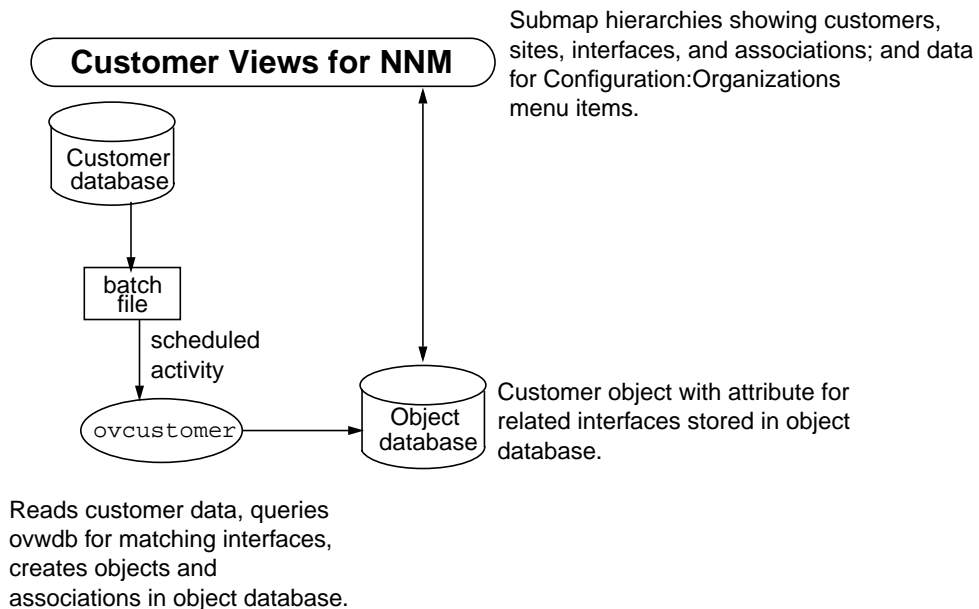 Submap hierarchies showing customers,
sites, interfaces, and associations; and data
for Configuration:Organizations
menu items.
Customer Views for NNM
Customer
database
batch
file
scheduled
activity
ovcustomer
Object
database
Customer object with attribute for
related interfaces stored in object
database.
Reads customer data, queries
ovwdb for matching interfaces,
creates objects and
associations in object database.